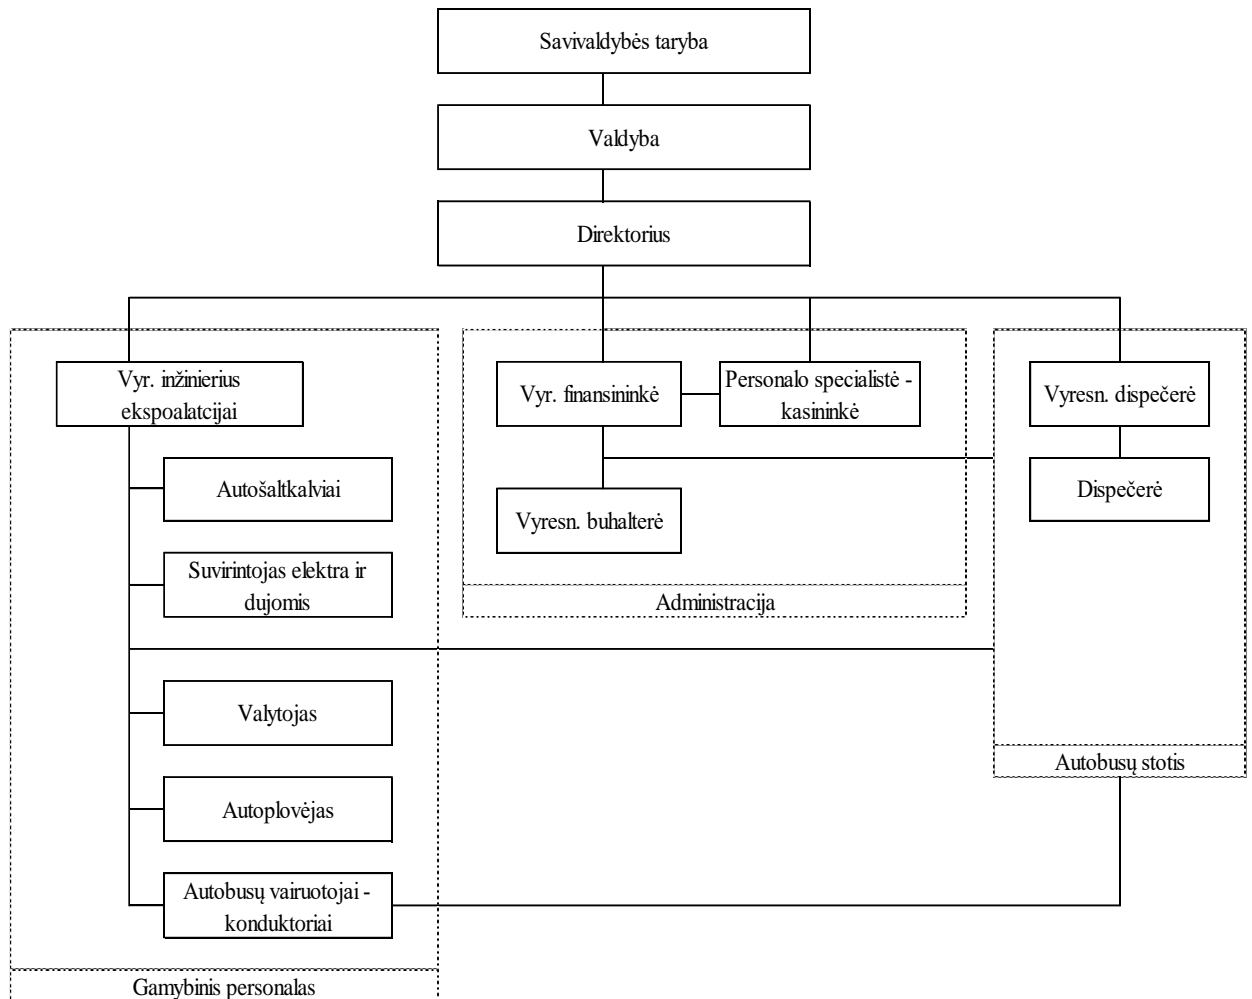 Savivaldybės taryba
Valdyba
Direktorius
Vyr. inžinierius
ekspoalatcijai
Vyr. finansininkė
Personalo specialistė -
kasininkė
Vyresn. dispečerė
Autošaltkalviai
Vyresn. buhalterė
Dispečerė
Suvirintojas elektra ir
dujomis
Administracija
Valytojas
Autobusų stotis
Autoplovėjas
Autobusų vairuotojai -
konduktoriai
Gamybinis personalas